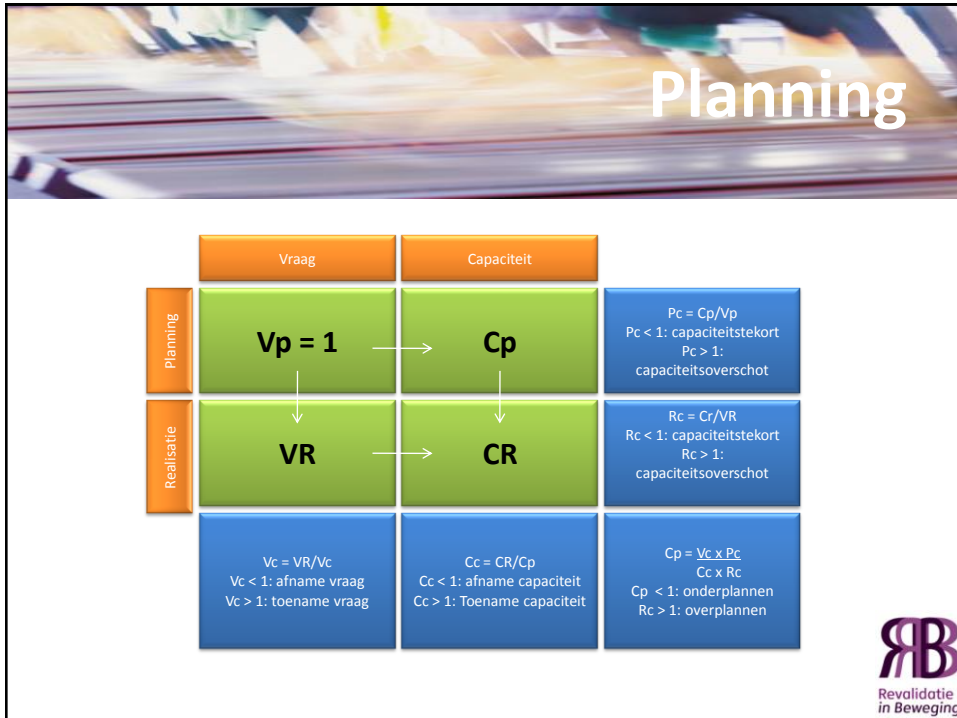 Planning
Vraag
Capaciteit
Planning
Vp = 1
Cp
Pc = Cp/Vp
Pc < 1: capaciteitstekort
Pc > 1:
capaciteitsoverschot
Realisatie
VR
CR
Rc = Cr/VR
Rc < 1: capaciteitstekort
Rc > 1:
capaciteitsoverschot
Vc = VR/Vc
Vc < 1: afname vraag
Vc > 1: toename vraag
Cc = CR/Cp
Cc < 1: afname capaciteit
Cc > 1: Toename capaciteit
Cp = Vc x Pc
Cc x Rc
Cp < 1: onderplannen
Rc > 1: overplannen
RRB
Revalidatie
in Beweging